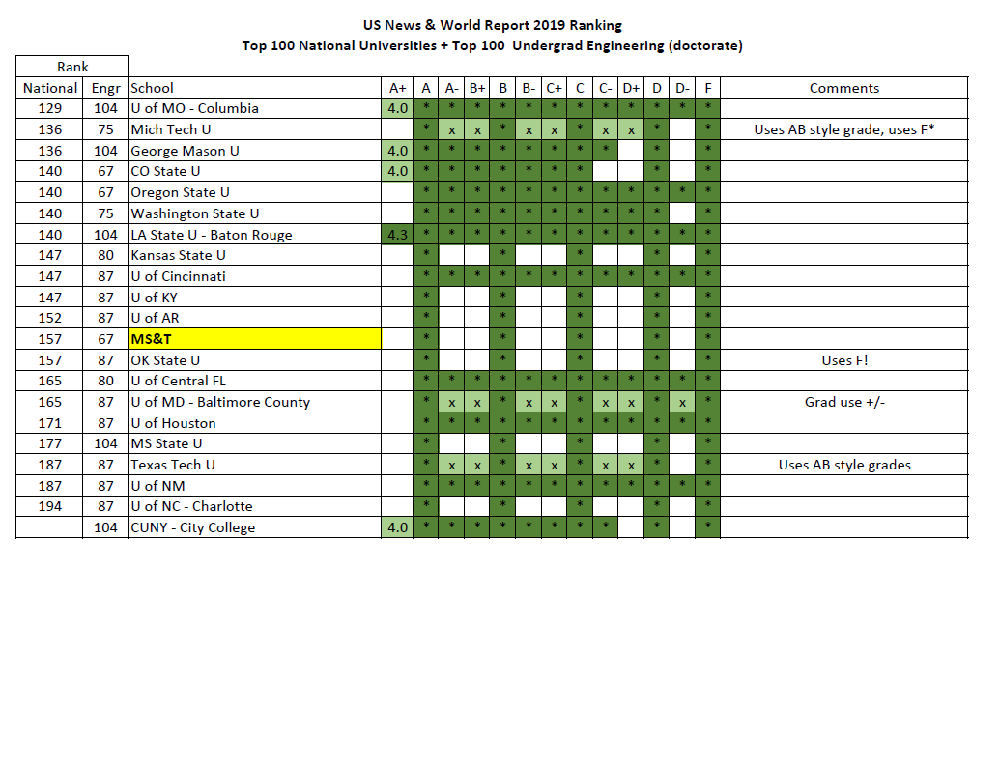 US News & World Report 2019 Ranking
Top 100 National Universities + Top 100 Undergrad Engineering (doctorate)
Rank
National Engr School A+ A A- B+ B B- C+ C C- D+ D D- F Comments
129 104 U of MO - Columbia 4.0 * * * * * * * * * * * *
136 75 Mich Tech U * x x * x x * x x * * Uses AB style grade, uses F*
136 104 George Mason U 4.0 * * * * * * * * * *
140 67 CO State U 4.0 * * * * * * * * *
140 67 Oregon State U * * * * * * * * * * * *
140 75 Washington State U * * * * * * * * * * *
140 104 LA State U - Baton Rouge 4.3 * * * * * * * * * * * *
147 80 Kansas State U * * * * *
147 87 U of Cincinnati * * * * * * * * * * * *
147 87 U of KY * * * * *
152 87 U of AR * * * * *
157 67 MS&T * * * * *
157 87 OK State U * * * * * Uses F!
165 80 U of Central FL * * * * * * * * * * * *
165 87 U of MD - Baltimore County * x x * x x * x x * x * Grad use +/-
171 87 U of Houston * * * * * * * * * * * *
177 104 MS State U * * * * *
187 87 Texas Tech U * x x * x x * x x * * Uses AB style grades
187 87 U of NM * * * * * * * * * * * *
194 87 U of NC - Charlotte * * * * *
104 CUNY - City College 4.0 * * * * * * * * * *